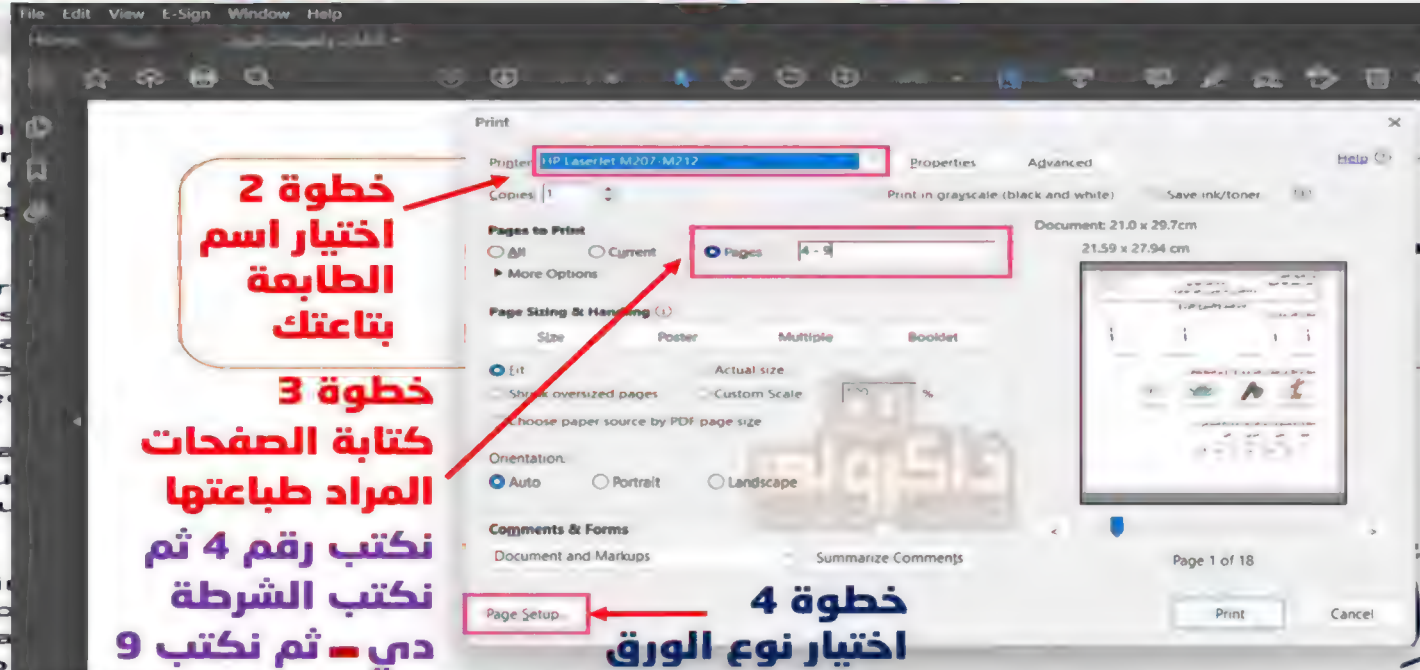 File Edit View E-Sign Window Help
Print
Printer HP LaserJet M207-M212 Properties Advanced Help
Copies 1 Print in grayscale (black and white) Save ink/toner
Pages to Print
All Current Pages 4 - 9
More Options
Document: 21.0 x 29.7cm
21.59 x 27.94 cm
Page Sizing & Handling
Size Poster Multiple Booklet
Fit Actual size
Shrink oversized pages Custom Scale %
Choose paper source by PDF page size
Orientation:
Auto Portrait Landscape
Comments & Forms
Document and Markups Summarize Comments
Page 1 of 18
Page Setup... Print Cancel
خطوة 2
اختيار اسم
الطابعة
بتاعتك
خطوة 3
كتابة الصفحات
المراد طباعتها
نكتب رقم 4 ثم
نكتب الشرطة
دي – ثم نكتب 9
خطوة 4
اختيار نوع الورق
ذاكرولي